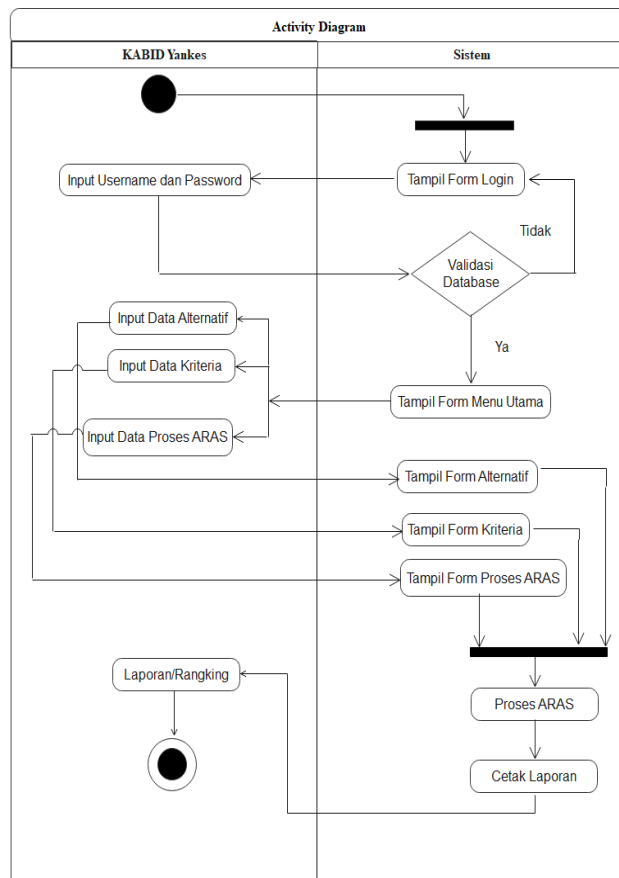 Activity Diagram
KABID Yankes
Sistem
Input Username dan Password
Tampil Form Login
Tidak
Validasi
Database
Input Data Alternatif
Ya
Input Data Kriteria
Tampil Form Menu Utama
Input Data Proses ARAS
Tampil Form Alternatif
Tampil Form Kriteria
Tampil Form Proses ARAS
Laporan/Rangking
Proses ARAS
Cetak Laporan